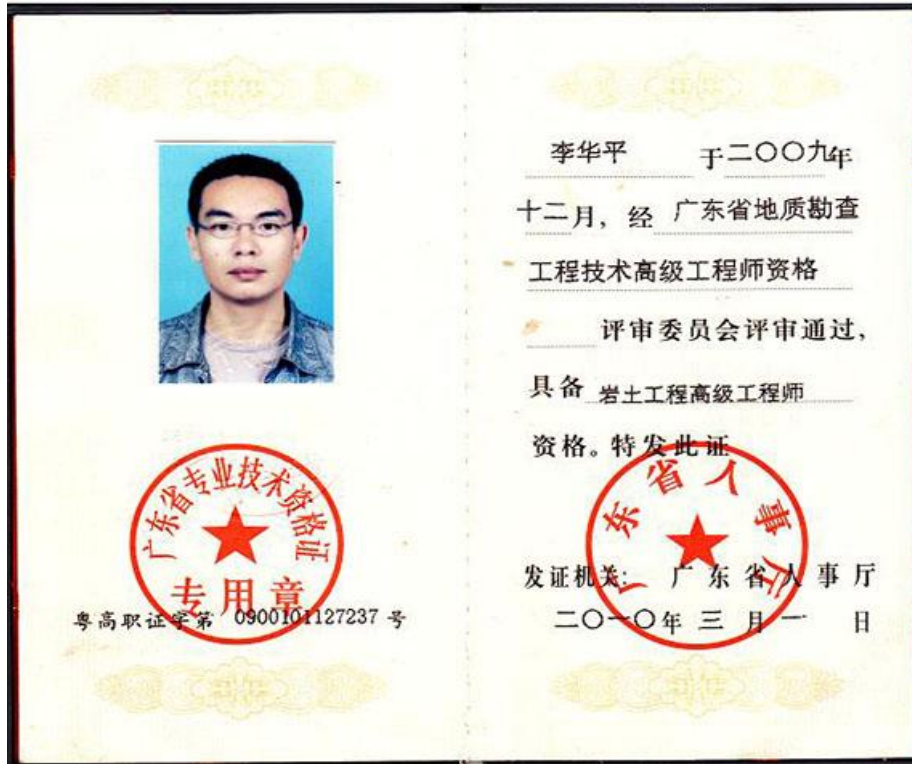 广东省专业技术资格证
专用章
粤高职证字第 0900101127237 号
李华平 于二〇〇九年
十二月, 经 广东省地质勘查
工程技术高级工程师资格
评审委员会评审通过,
具备 岩土工程高级工程师
资格。特发此证
广东省人事厅
发证机关: 广东省人事厅
二〇一〇年 三 月 一 日